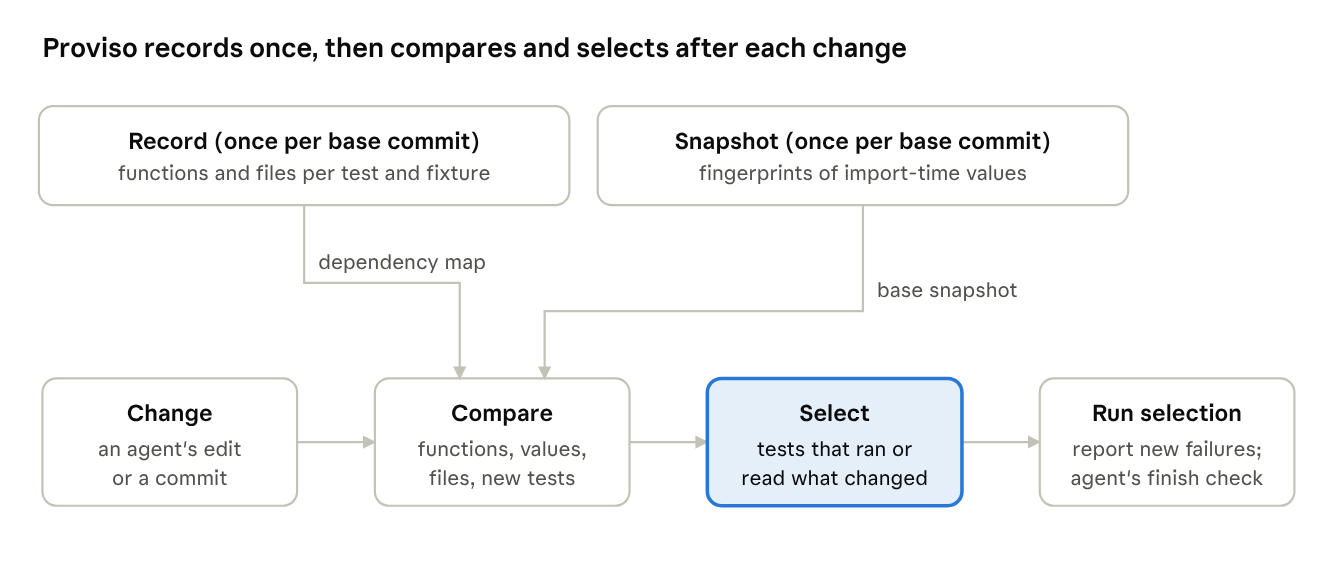 Proviso records once, then compares and selects after each change
Record (once per base commit)
functions and files per test and fixture
Snapshot (once per base commit)
fingerprints of import-time values
dependency map
base snapshot
Change
an agent's edit
or a commit
Compare
functions, values,
files, new tests
Select
tests that ran or
read what changed
Run selection
report new failures;
agent's finish check